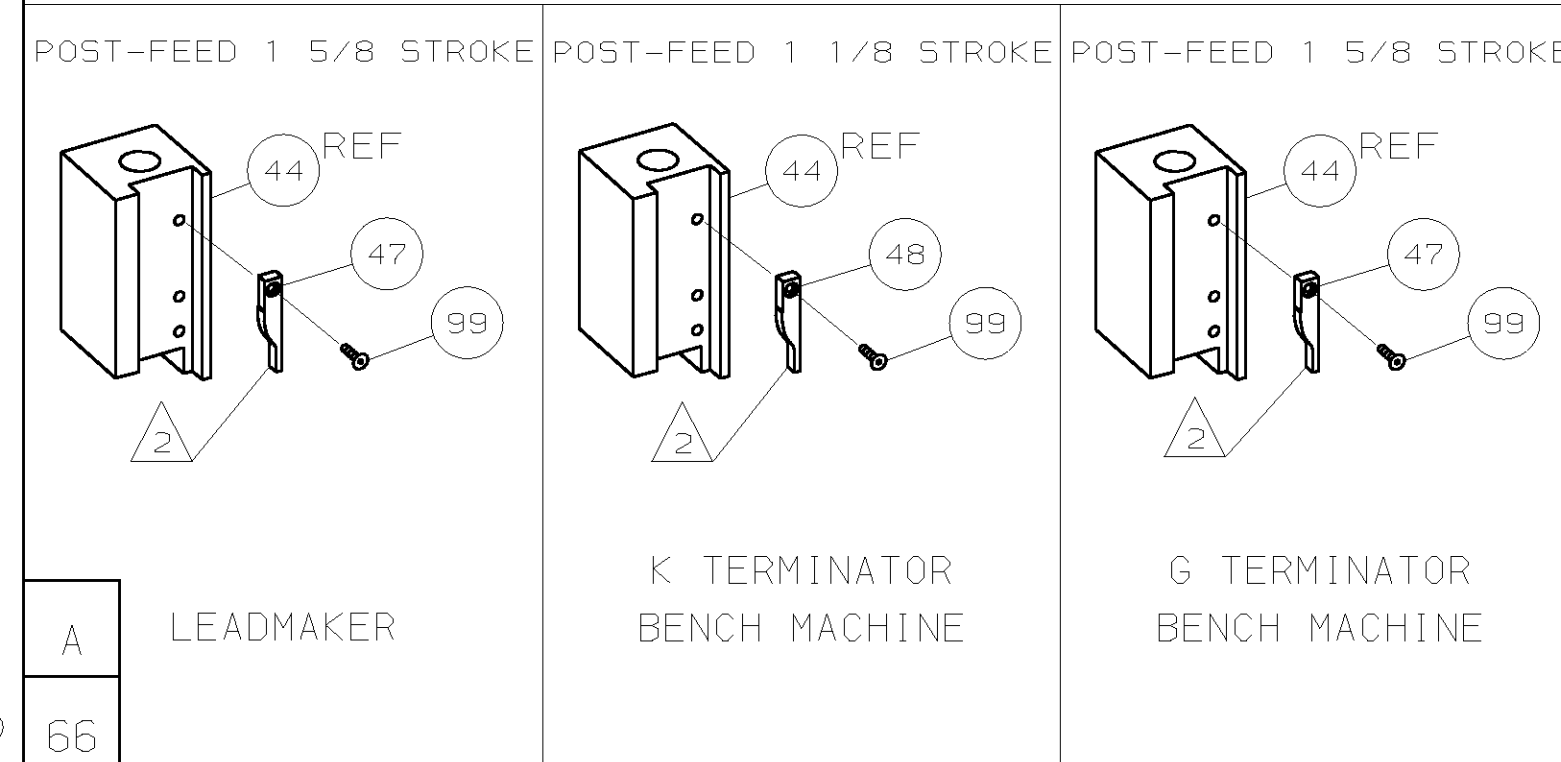 POST-FEED 1 5/8 STROKE
44 REF
47
99
2
LEADMAKER
POST-FEED 1 1/8 STROKE
44 REF
48
99
2
K TERMINATOR
BENCH MACHINE
POST-FEED 1 5/8 STROKE
44 REF
47
99
2
G TERMINATOR
BENCH MACHINE
A
66